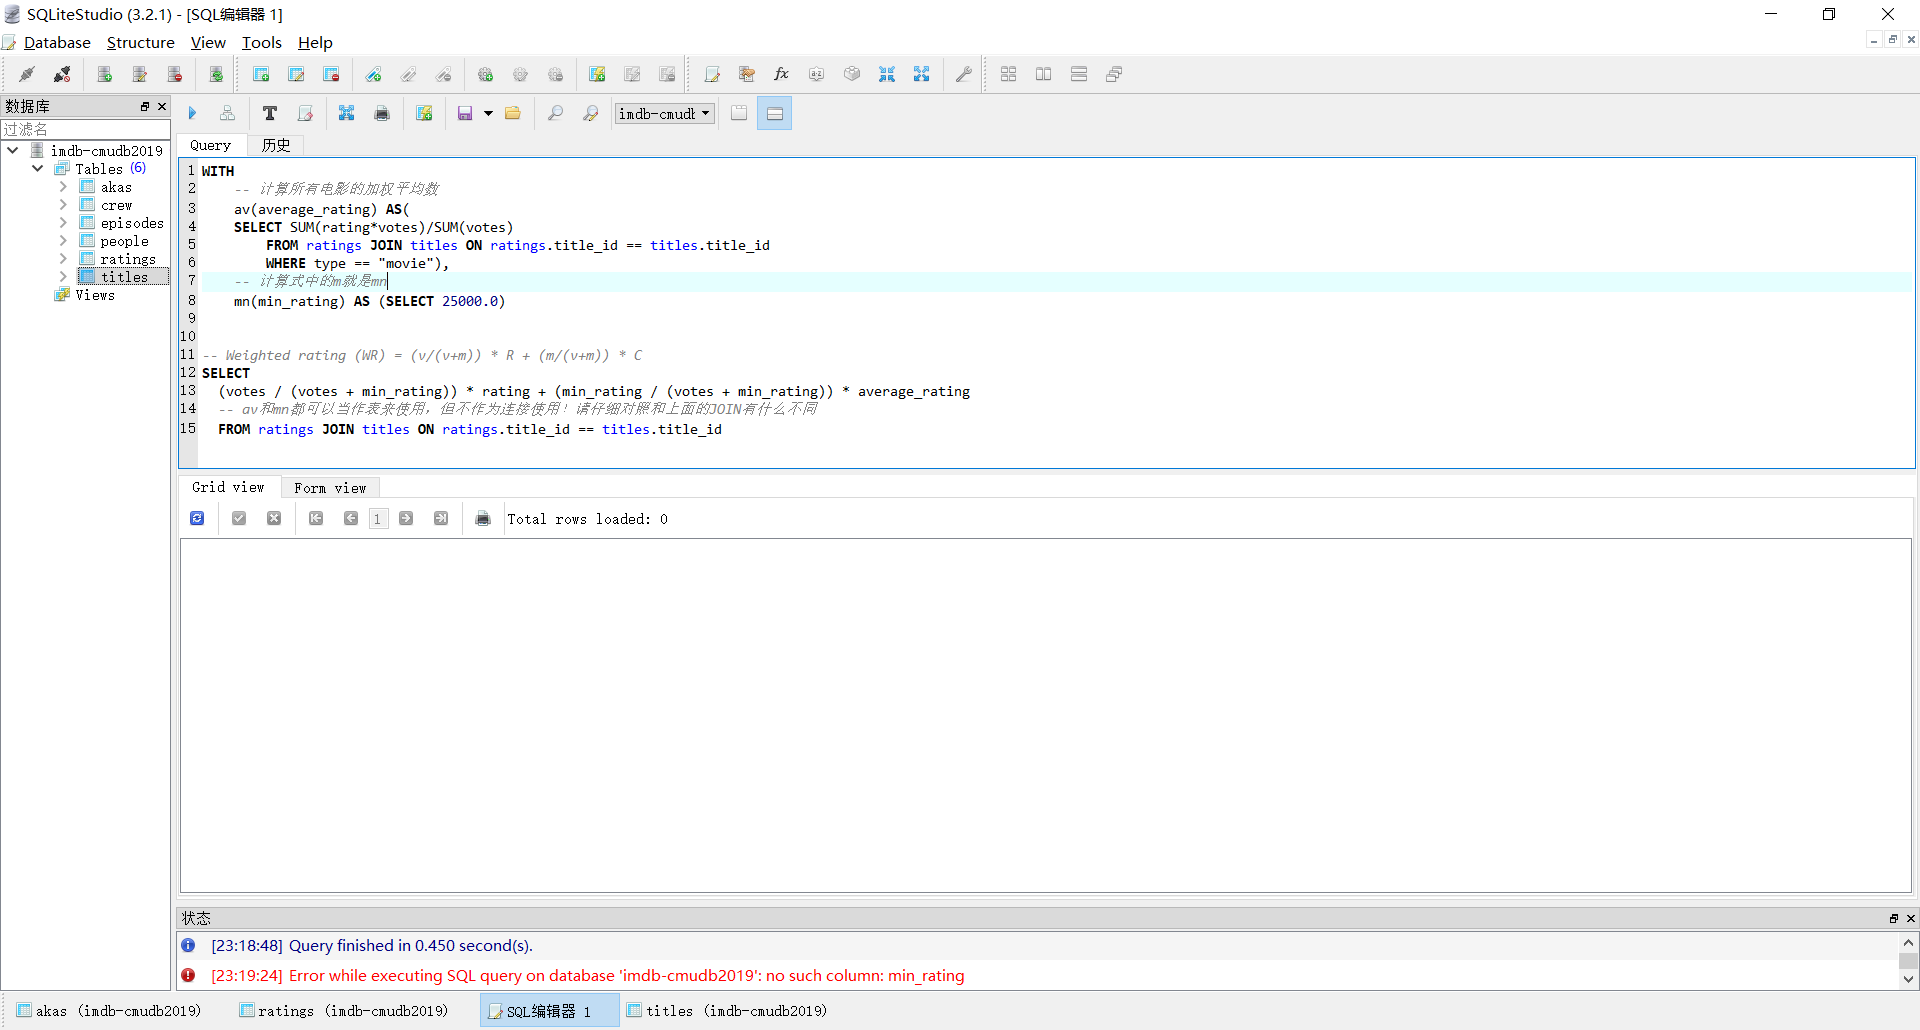 SQLiteStudio (3.2.1) - [SQL编辑器 1]
Database Structure View Tools Help
数据库
过滤名
imdb-cmudb2019
Tables (6)
akas
crew
episodes
people
ratings
titles
Views
imdb-cmudb
Query 历史
1 WITH
2 -- 计算所有电影的加权平均数
3 av(average_rating) AS(
4 SELECT SUM(rating*votes)/SUM(votes)
5 FROM ratings JOIN titles ON ratings.title_id == titles.title_id
6 WHERE type == "movie"),
7 -- 计算式中的m就是mn
8 mn(min_rating) AS (SELECT 25000.0)
9
10
11 -- Weighted rating (WR) = (v/(v+m)) * R + (m/(v+m)) * C
12 SELECT
13 (votes / (votes + min_rating)) * rating + (min_rating / (votes + min_rating)) * average_rating
14 -- av和mn都可以当作表来使用，但不作为连接使用！请仔细对照和上面的JOIN有什么不同
15 FROM ratings JOIN titles ON ratings.title_id == titles.title_id
Grid view Form view
1 Total rows loaded: 0
状态
[23:18:48] Query finished in 0.450 second(s).
[23:19:24] Error while executing SQL query on database 'imdb-cmudb2019': no such column: min_rating
akas (imdb-cmudb2019) ratings (imdb-cmudb2019) SQL编辑器 1 titles (imdb-cmudb2019)